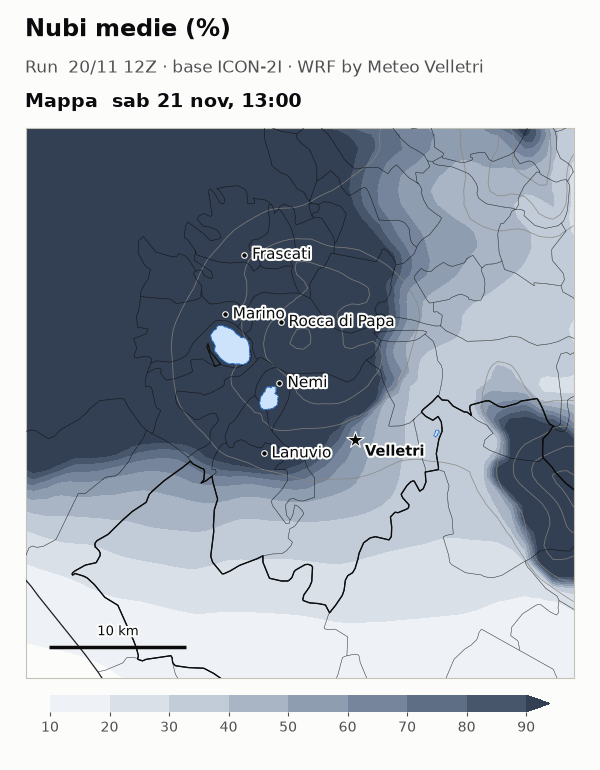 Nubi medie (%)
Run 20/11 12Z · base ICON-2I · WRF by Meteo Velletri
Mappa sab 21 nov, 13:00
Frascati
Marino
Rocca di Papa
Nemi
Velletri
Lanuvio
10 km
10 20 30 40 50 60 70 80 90